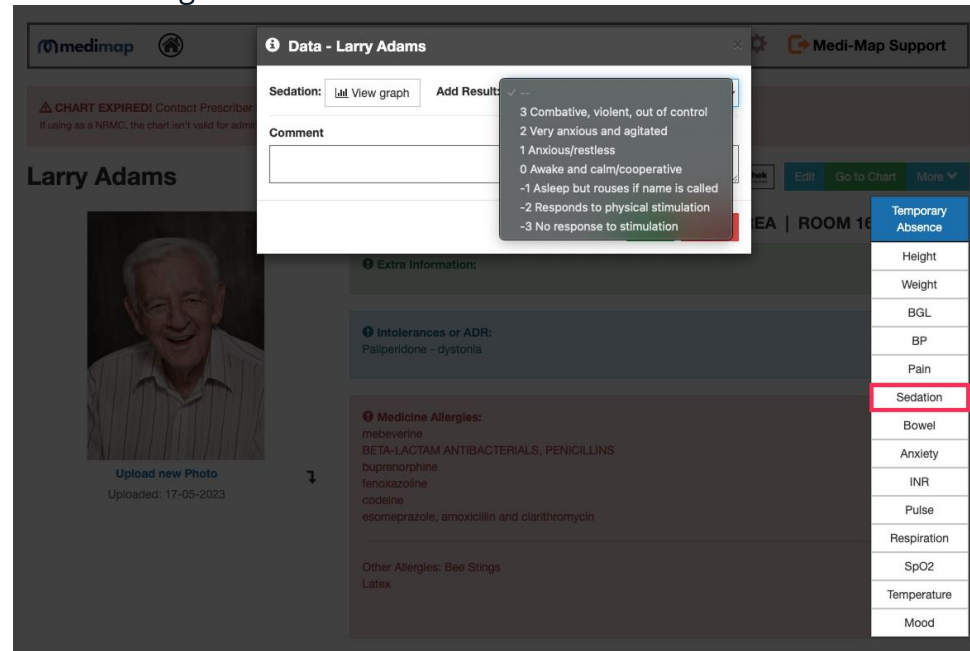 medimap
Data - Larry Adams
×
Medi-Map Support
Sedation: View graph Add Result:
✓ --
3 Combative, violent, out of control
2 Very anxious and agitated
1 Anxious/restless
0 Awake and calm/cooperative
-1 Asleep but rouses if name is called
-2 Responds to physical stimulation
-3 No response to stimulation
Comment
CHART EXPIRED! Contact Prescriber
If using as a NRMC, the chart isn't valid for
Larry Adams
Edit Go to Chart More
EA | ROOM 16
Temporary Absence
Height
Weight
BGL
BP
Pain
Sedation
Bowel
Anxiety
INR
Pulse
Respiration
SpO2
Temperature
Mood
Extra Information:
Intolerances or ADR:
Paliperidone - dystonia
Medicine Allergies:
mebeverine
BETA-LACTAM ANTIBACTERIALS, PENICILLINS
buprenorphine
fenoxazoline
codeine
esomeprazole, amoxicillin and clarithromycin
Other Allergies: Bee Stings
Latex
Upload new Photo
Uploaded: 17-05-2023